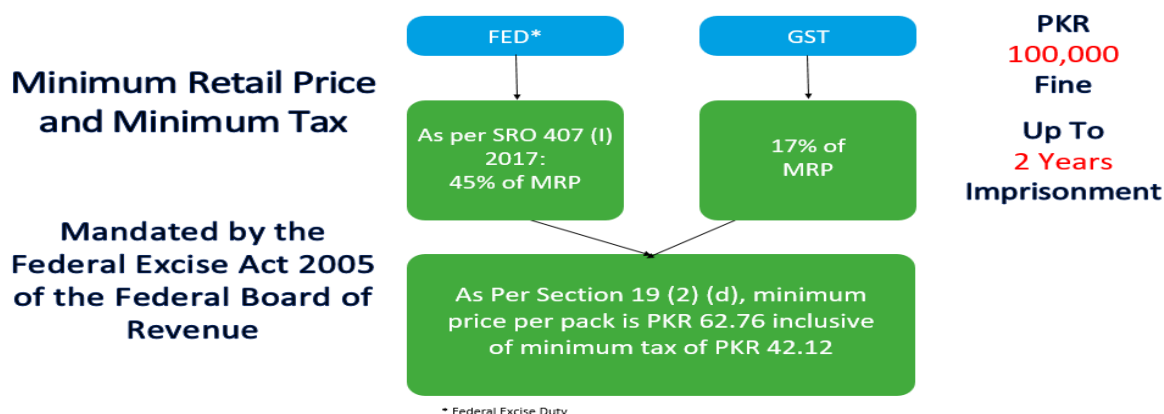 Minimum Retail Price
and Minimum Tax
Mandated by the
Federal Excise Act 2005
of the Federal Board of
Revenue
FED*
GST
As per SRO 407 (I)
2017:
45% of MRP
17% of
MRP
As Per Section 19 (2) (d), minimum
price per pack is PKR 62.76 inclusive
of minimum tax of PKR 42.12
* Federal Excise Duty
PKR
100,000
Fine
Up To
2 Years
Imprisonment